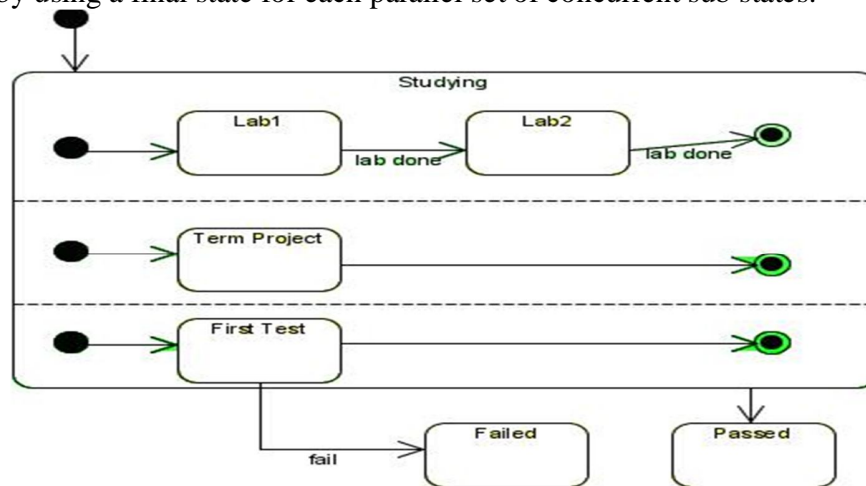 by using a final state for each parallel set of concurrent sub-states.
Studying
Lab1
Lab2
lab done
lab done
Term Project
First Test
Failed
Passed
fail